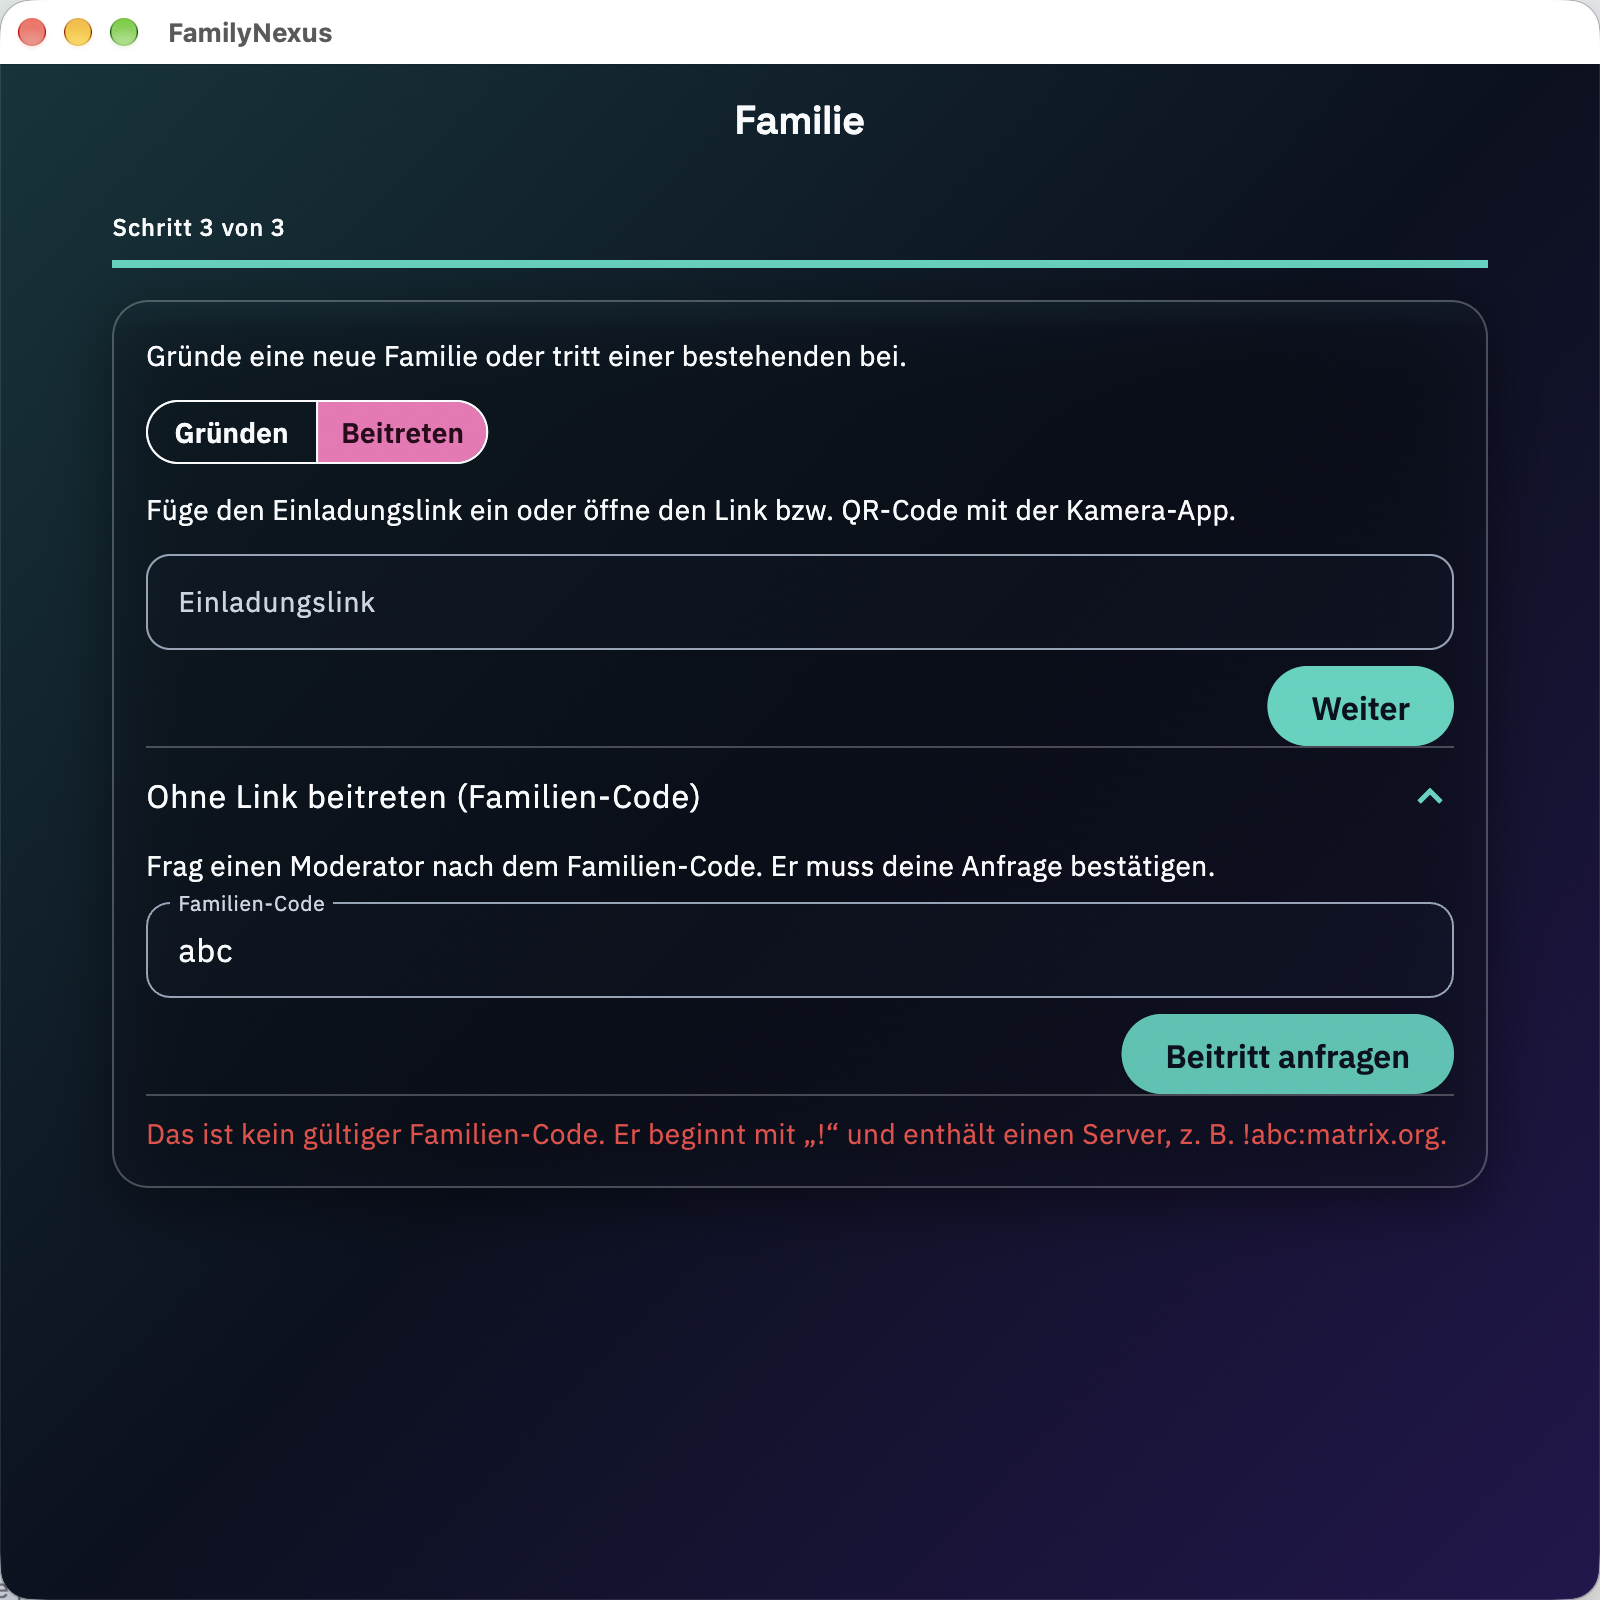 FamilyNexus
Familie
Schritt 3 von 3
Gründe eine neue Familie oder tritt einer bestehenden bei.
Gründen Beitreten
Füge den Einladungslink ein oder öffne den Link bzw. QR-Code mit der Kamera-App.
Einladungslink
Weiter
Ohne Link beitreten (Familien-Code)
Frag einen Moderator nach dem Familien-Code. Er muss deine Anfrage bestätigen.
Familien-Code
abc
Beitritt anfragen
Das ist kein gültiger Familien-Code. Er beginnt mit „!“ und enthält einen Server, z. B. !abc:matrix.org.